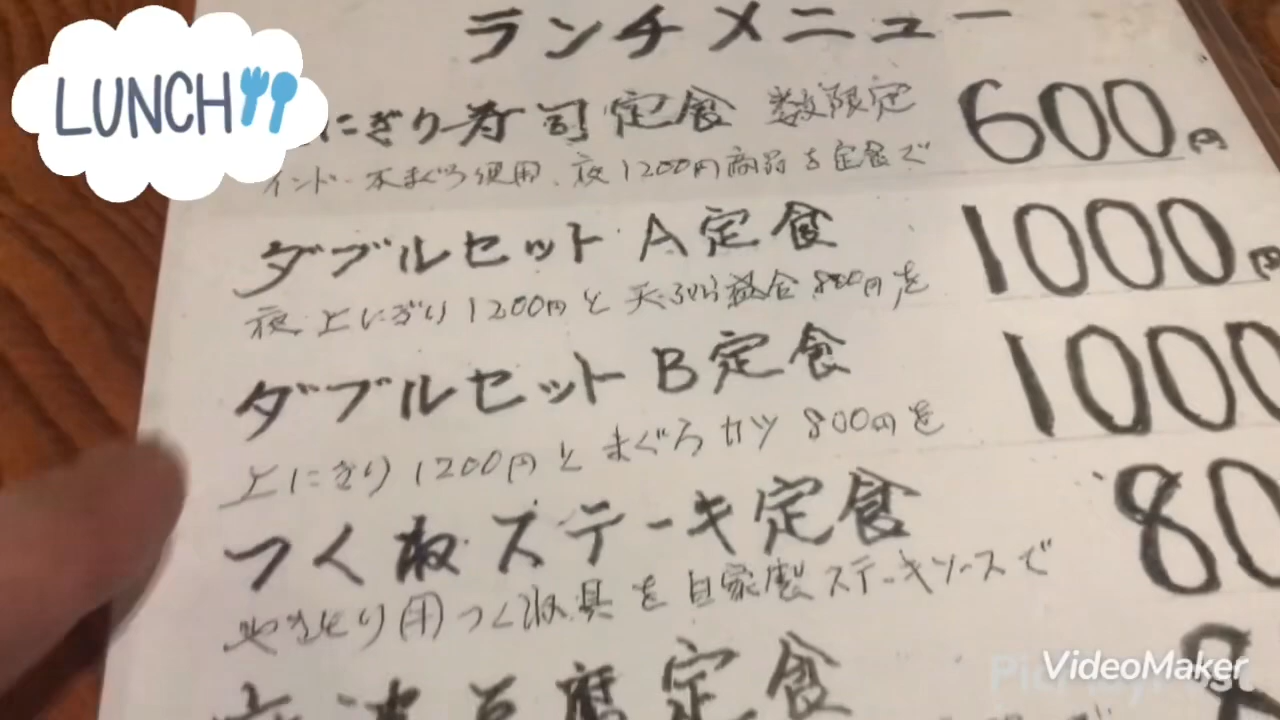 ランチメニュー
LUNCH
にぎり寿司定食 数限定 600円
インド・本まぐろ使用、夜1200円商品を定食で
ダブルセットA定食 1000円
夜 上にぎり1200円と天ぷら盛合800円を
ダブルセットB定食 1000
上にぎり1200円とまぐろカツ800円を
つくねステーキ定食 80
やきとり用つくね具を自家製ステーキソースで
豆腐定食
VideoMaker